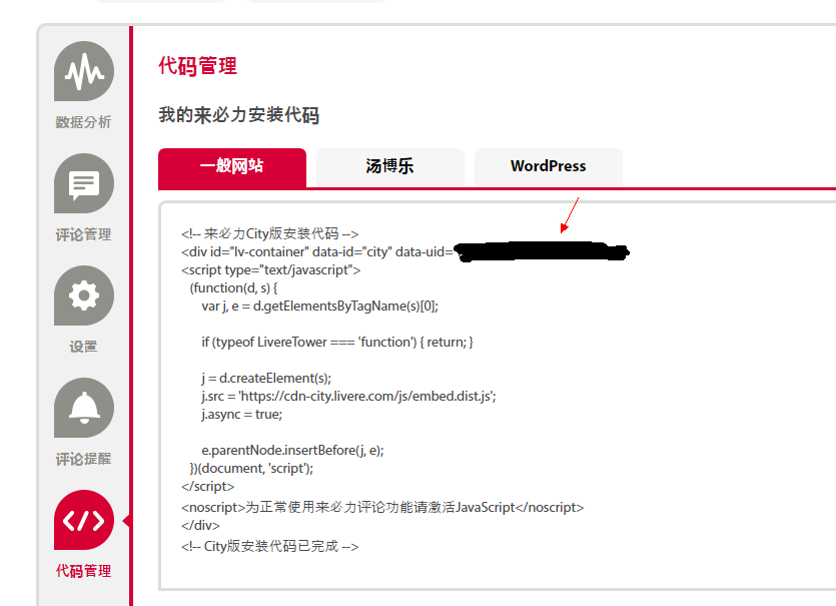 代码管理
我的来必力安装代码
一般网站
汤博乐
WordPress
数据分析
评论管理
设置
评论提醒
代码管理
<!-- 来必力City版安装代码 -->
<div id="lv-container" data-id="city" data-uid=
<script type="text/javascript">
(function(d, s) {
var j, e = d.getElementsByTagName(s)[0];
if (typeof LivereTower === 'function') { return; }
j = d.createElement(s);
j.src = 'https://cdn-city.livere.com/js/embed.dist.js';
j.async = true;
e.parentNode.insertBefore(j, e);
})(document, 'script');
</script>
<noscript>为正常使用来必力评论功能请激活JavaScript</noscript>
</div>
<!-- City版安装代码已完成 -->